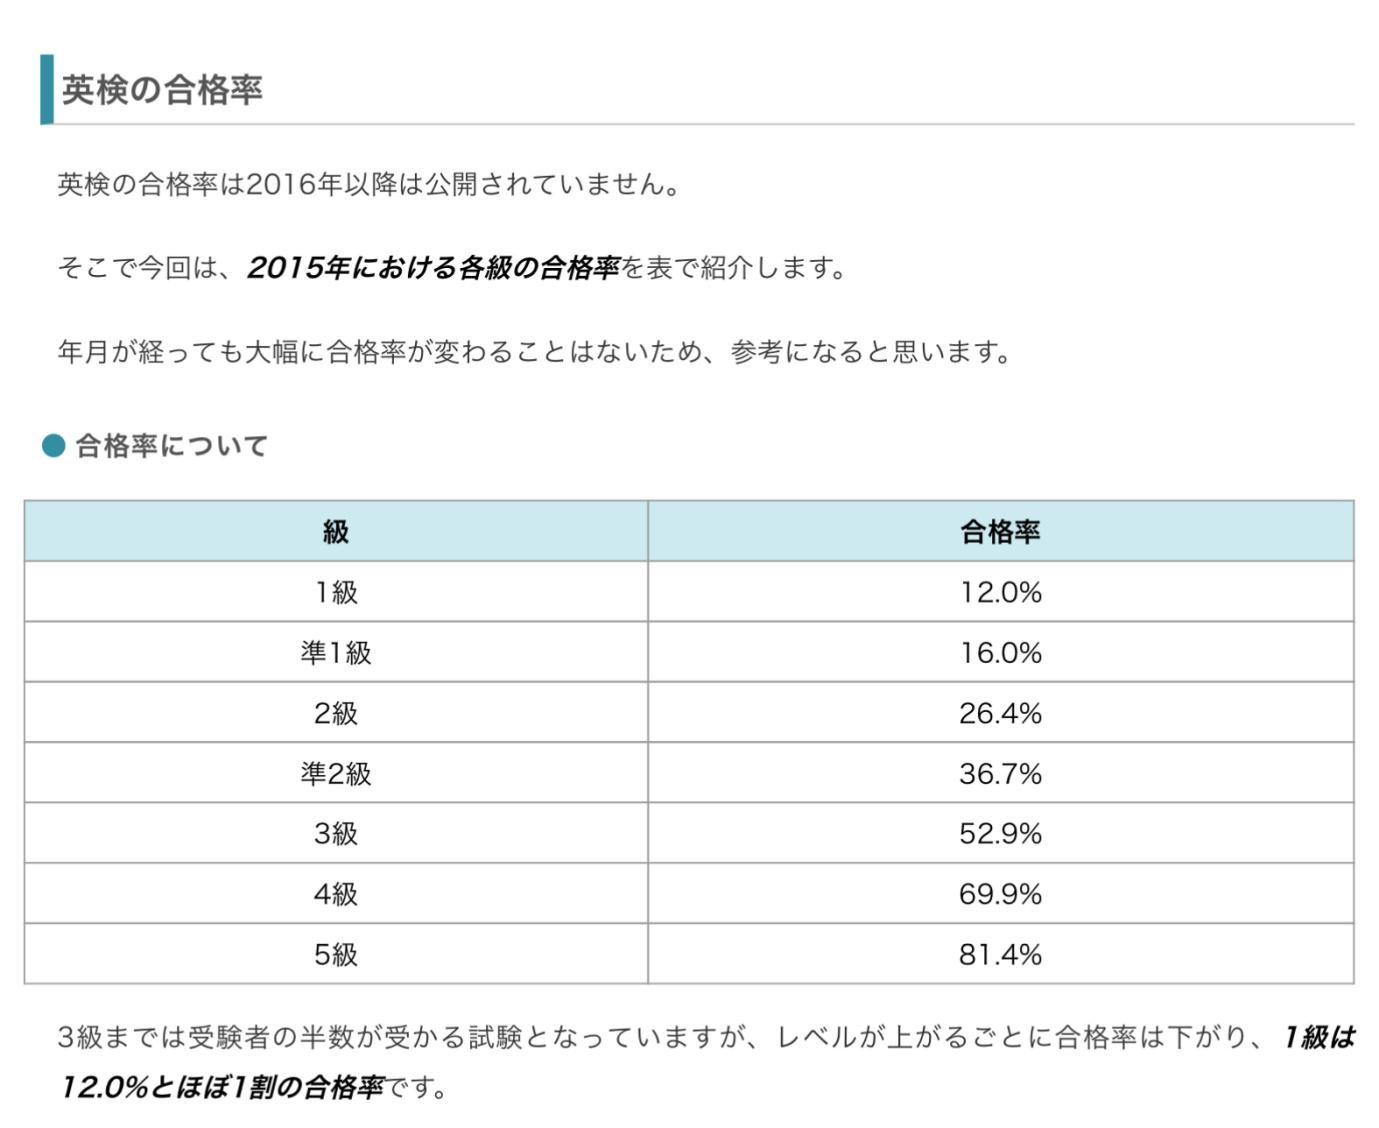 英検の合格率
英検の合格率は2016年以降は公開されていません。
そこで今回は、2015年における各級の合格率を表で紹介します。
年月が経っても大幅に合格率が変わることはないため、参考になると思います。
合格率について
級 合格率
1級 12.0%
準1級 16.0%
2級 26.4%
準2級 36.7%
3級 52.9%
4級 69.9%
5級 81.4%
3級までは受験者の半数が受かる試験となっていますが、レベルが上がるごとに合格率は下がり、1級は
12.0%とほぼ1割の合格率です。